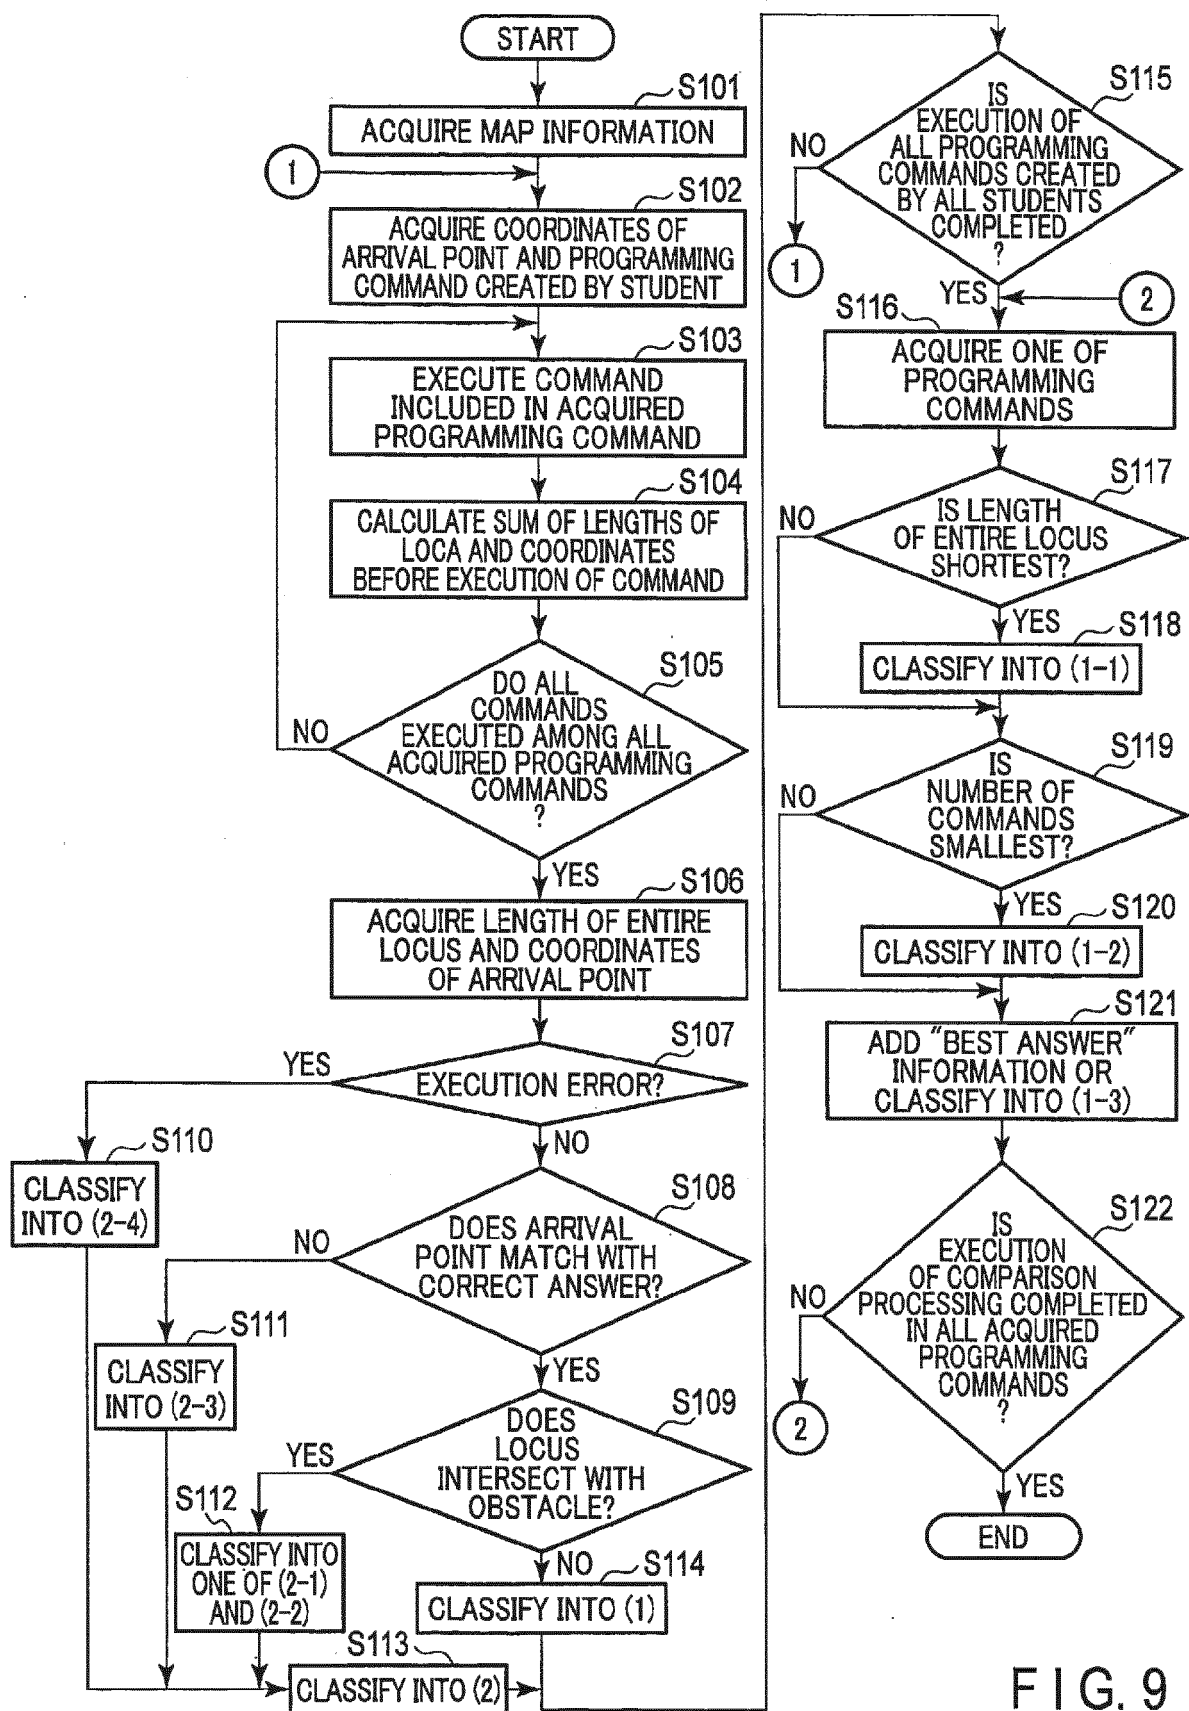 START
S101
ACQUIRE MAP INFORMATION
1
S102
ACQUIRE COORDINATES OF
ARRIVAL POINT AND PROGRAMMING
COMMAND CREATED BY STUDENT
S103
EXECUTE COMMAND
INCLUDED IN ACQUIRED
PROGRAMMING COMMAND
S104
CALCULATE SUM OF LENGTHS OF
LOCA AND COORDINATES
BEFORE EXECUTION OF COMMAND
S105
DO ALL
COMMANDS
EXECUTED AMONG ALL
ACQUIRED PROGRAMMING
COMMANDS
?
NO
YES
S106
ACQUIRE LENGTH OF ENTIRE
LOCUS AND COORDINATES
OF ARRIVAL POINT
S107
EXECUTION ERROR?
YES
NO
S110
CLASSIFY
INTO (2-4)
S108
DOES ARRIVAL
POINT MATCH WITH
CORRECT ANSWER?
NO
YES
S111
CLASSIFY
INTO (2-3)
S109
DOES
LOCUS
INTERSECT WITH
OBSTACLE?
YES
NO
S112
CLASSIFY INTO
ONE OF (2-1)
AND (2-2)
S114
CLASSIFY INTO (1)
S113
CLASSIFY INTO (2)
S115
IS
EXECUTION OF
ALL PROGRAMMING
COMMANDS CREATED
BY ALL STUDENTS
COMPLETED
?
NO
1
YES
2
S116
ACQUIRE ONE OF
PROGRAMMING
COMMANDS
S117
IS LENGTH
OF ENTIRE LOCUS
SHORTEST?
NO
YES
S118
CLASSIFY INTO (1-1)
S119
IS
NUMBER OF
COMMANDS
SMALLEST?
NO
YES
S120
CLASSIFY INTO (1-2)
S121
ADD "BEST ANSWER"
INFORMATION OR
CLASSIFY INTO (1-3)
S122
IS
EXECUTION
OF COMPARISON
PROCESSING COMPLETED
IN ALL ACQUIRED
PROGRAMMING
COMMANDS
?
NO
2
YES
END
FIG. 9